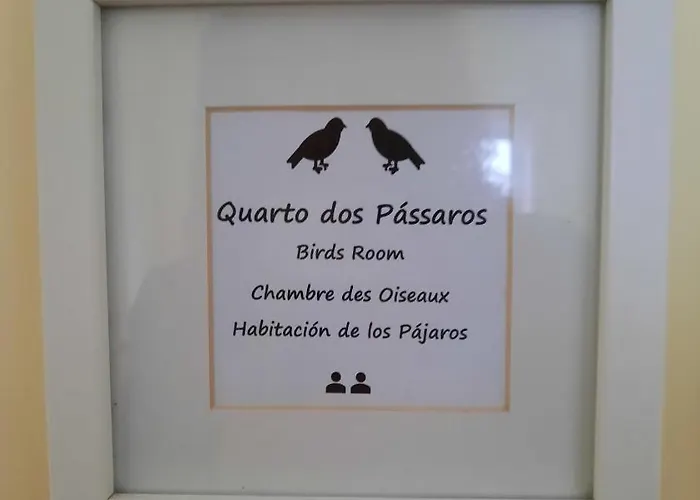 Quarto dos Pássaros
Birds Room
Chambre des Oiseaux
Habitación de los Pájaros